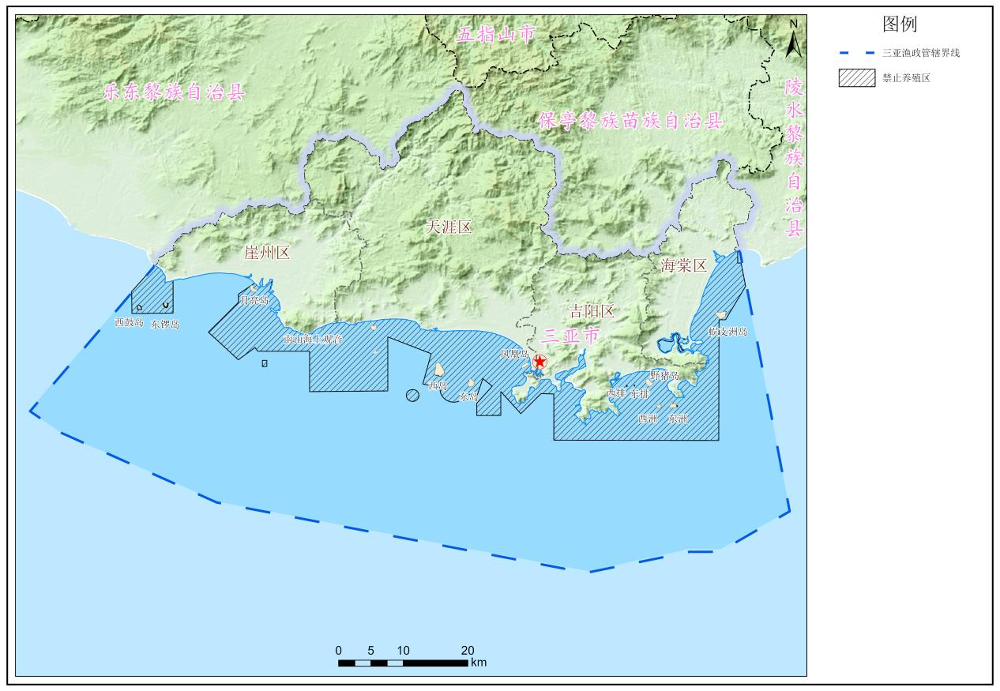 图例
三亚渔政管辖界线
禁止养殖区
N
五指山市
乐东黎族自治县
保亭黎族苗族自治县
陵水黎族自治县
天涯区
崖州区
海棠区
吉阳区
三亚市
月亮岛
西鼓岛
东锣岛
南山海上观音
凤凰岛
西岛
东岛
蜈支洲岛
野猪岛
西排
东排
西洲
东洲
0 5 10 20
km